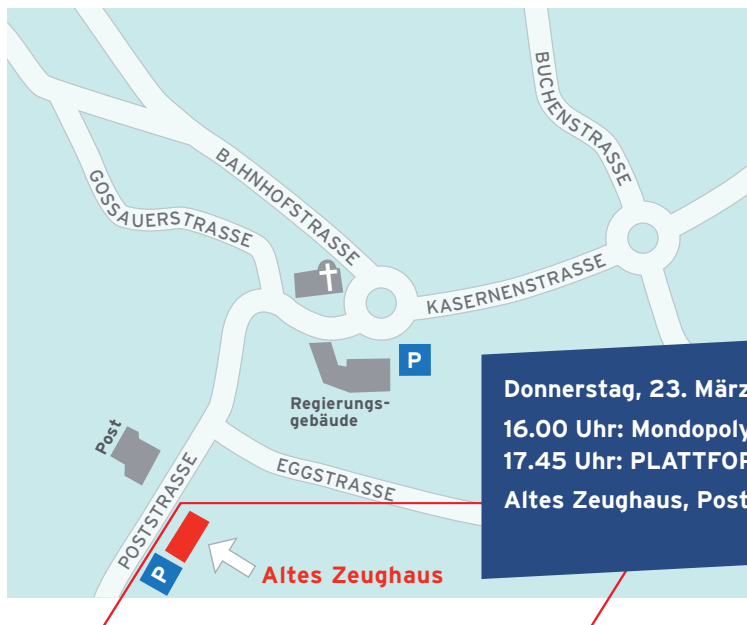 BUCHENSTRASSE
BAHNHOFSTRASSE
GOSSAUERSTRASSE
KASERNENSTRASSE
P
Regierungs-
gebäude
Donnerstag, 23. März
16.00 Uhr: Mondopoly
17.45 Uhr: PLATTFOR
Altes Zeughaus, Post
Post
EGGSTRASSE
POSTSTRASSE
P
Altes Zeughaus